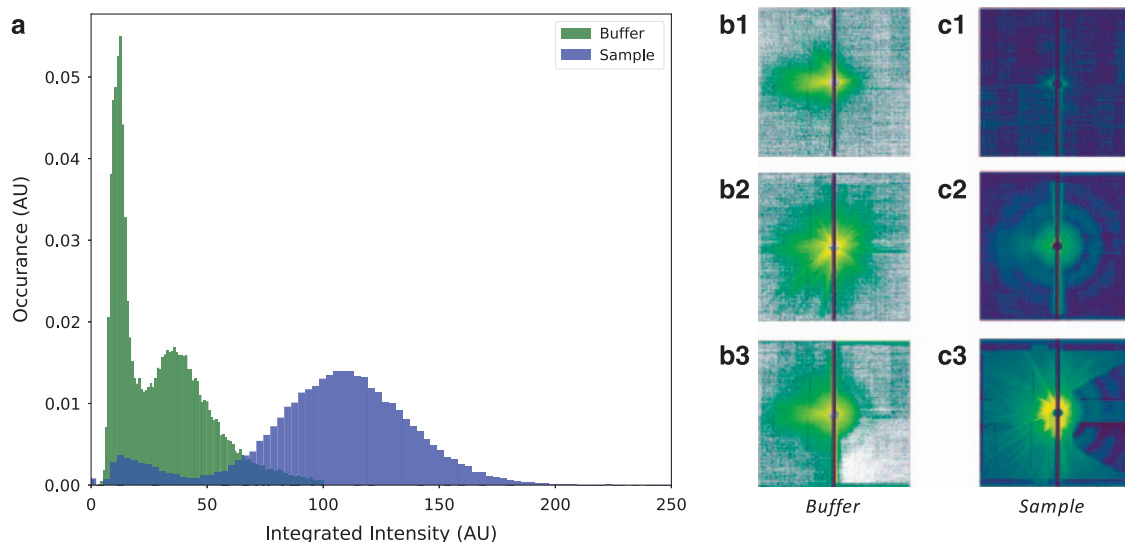 a
Buffer
Sample
0.05
0.04
0.03
0.02
0.01
0.00
Occurance (AU)
0
50
100
150
200
250
Integrated Intensity (AU)
b1
c1
b2
c2
b3
c3
Buffer
Sample